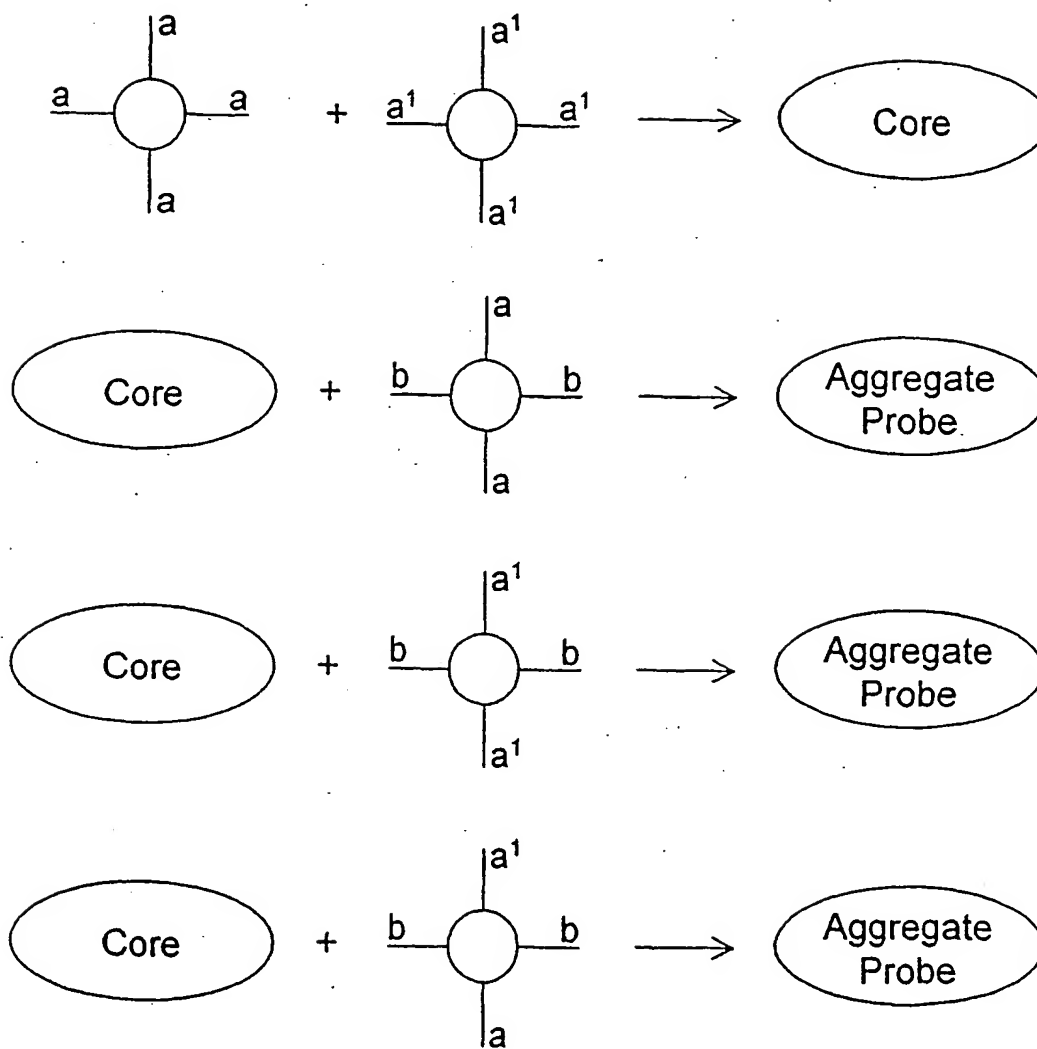 a
a a
a
+
a¹
a¹ a¹
a¹
Core
Core
+
a
b b
a
Aggregate
Probe
Core
+
a¹
b b
a¹
Aggregate
Probe
Core
+
a¹
b b
a
Aggregate
Probe